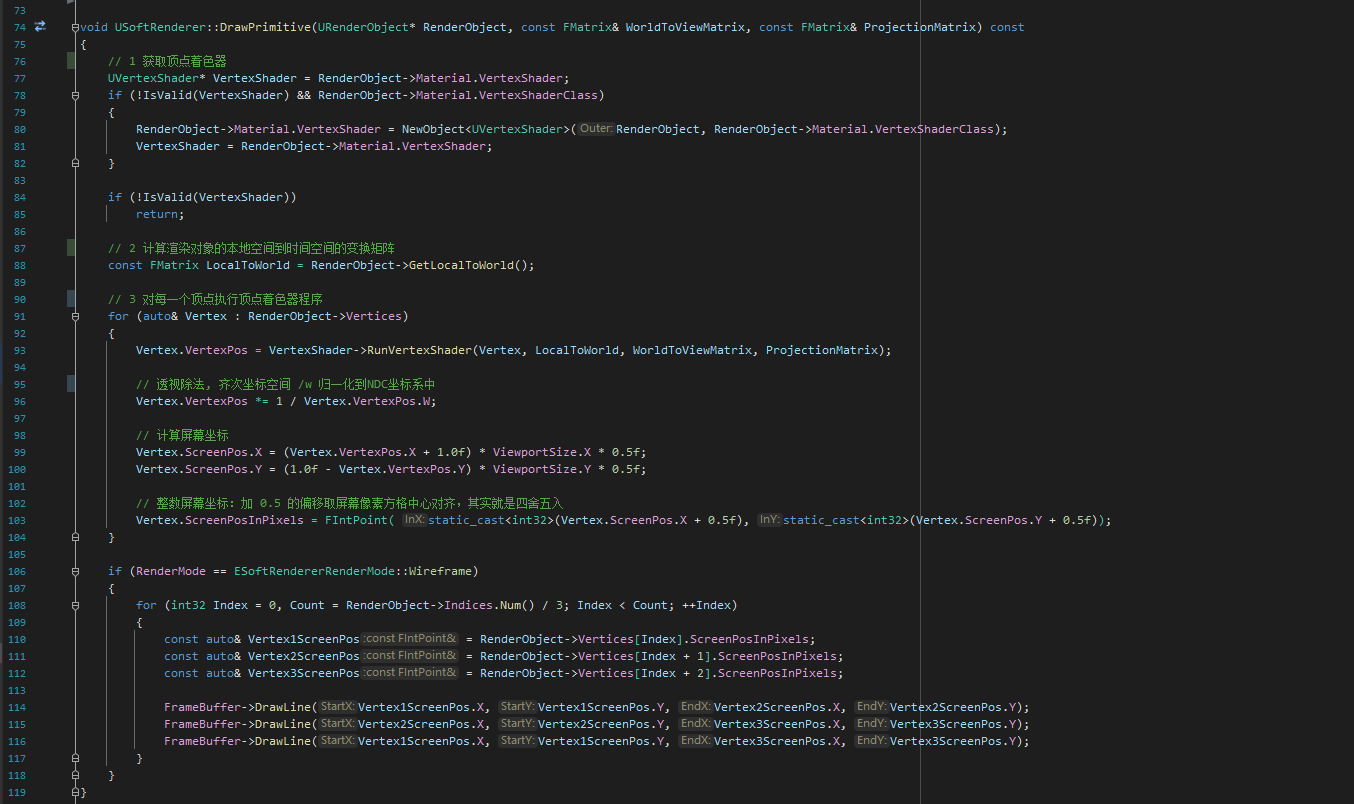 73
74 void USoftRenderer::DrawPrimitive(URenderObject* RenderObject, const FMatrix& WorldToViewMatrix, const FMatrix& ProjectionMatrix) const
75 {
76 // 1 获取顶点着色器
77 UVertexShader* VertexShader = RenderObject->Material.VertexShader;
78 if (!IsValid(VertexShader) && RenderObject->Material.VertexShaderClass)
79 {
80 RenderObject->Material.VertexShader = NewObject<UVertexShader>(Outer: RenderObject, RenderObject->Material.VertexShaderClass);
81 VertexShader = RenderObject->Material.VertexShader;
82 }
83
84 if (!IsValid(VertexShader))
85 return;
86
87 // 2 计算渲染对象的本地空间到时间空间的变换矩阵
88 const FMatrix LocalToWorld = RenderObject->GetLocalToWorld();
89
90 // 3 对每一个顶点执行顶点着色器程序
91 for (auto& Vertex : RenderObject->Vertices)
92 {
93 Vertex.VertexPos = VertexShader->RunVertexShader(Vertex, LocalToWorld, WorldToViewMatrix, ProjectionMatrix);
94
95 // 透视除法, 齐次坐标空间 /w 归一化到NDC坐标系中
96 Vertex.VertexPos *= 1 / Vertex.VertexPos.W;
97
98 // 计算屏幕坐标
99 Vertex.ScreenPos.X = (Vertex.VertexPos.X + 1.0f) * ViewportSize.X * 0.5f;
100 Vertex.ScreenPos.Y = (1.0f - Vertex.VertexPos.Y) * ViewportSize.Y * 0.5f;
101
102 // 整数屏幕坐标：加 0.5 的偏移取屏幕像素方格中心对齐，其实就是四舍五入
103 Vertex.ScreenPosInPixels = FIntPoint( InX: static_cast<int32>(Vertex.ScreenPos.X + 0.5f), InY: static_cast<int32>(Vertex.ScreenPos.Y + 0.5f));
104 }
105
106 if (RenderMode == ESoftRendererRenderMode::Wireframe)
107 {
108 for (int32 Index = 0, Count = RenderObject->Indices.Num() / 3; Index < Count; ++Index)
109 {
110 const auto& Vertex1ScreenPos :const FIntPoint& = RenderObject->Vertices[Index].ScreenPosInPixels;
111 const auto& Vertex2ScreenPos :const FIntPoint& = RenderObject->Vertices[Index + 1].ScreenPosInPixels;
112 const auto& Vertex3ScreenPos :const FIntPoint& = RenderObject->Vertices[Index + 2].ScreenPosInPixels;
113
114 FrameBuffer->DrawLine(StartX: Vertex1ScreenPos.X, StartY: Vertex1ScreenPos.Y, EndX: Vertex2ScreenPos.X, EndY: Vertex2ScreenPos.Y);
115 FrameBuffer->DrawLine(StartX: Vertex2ScreenPos.X, StartY: Vertex2ScreenPos.Y, EndX: Vertex3ScreenPos.X, EndY: Vertex3ScreenPos.Y);
116 FrameBuffer->DrawLine(StartX: Vertex1ScreenPos.X, StartY: Vertex1ScreenPos.Y, EndX: Vertex3ScreenPos.X, EndY: Vertex3ScreenPos.Y);
117 }
118 }
119 }